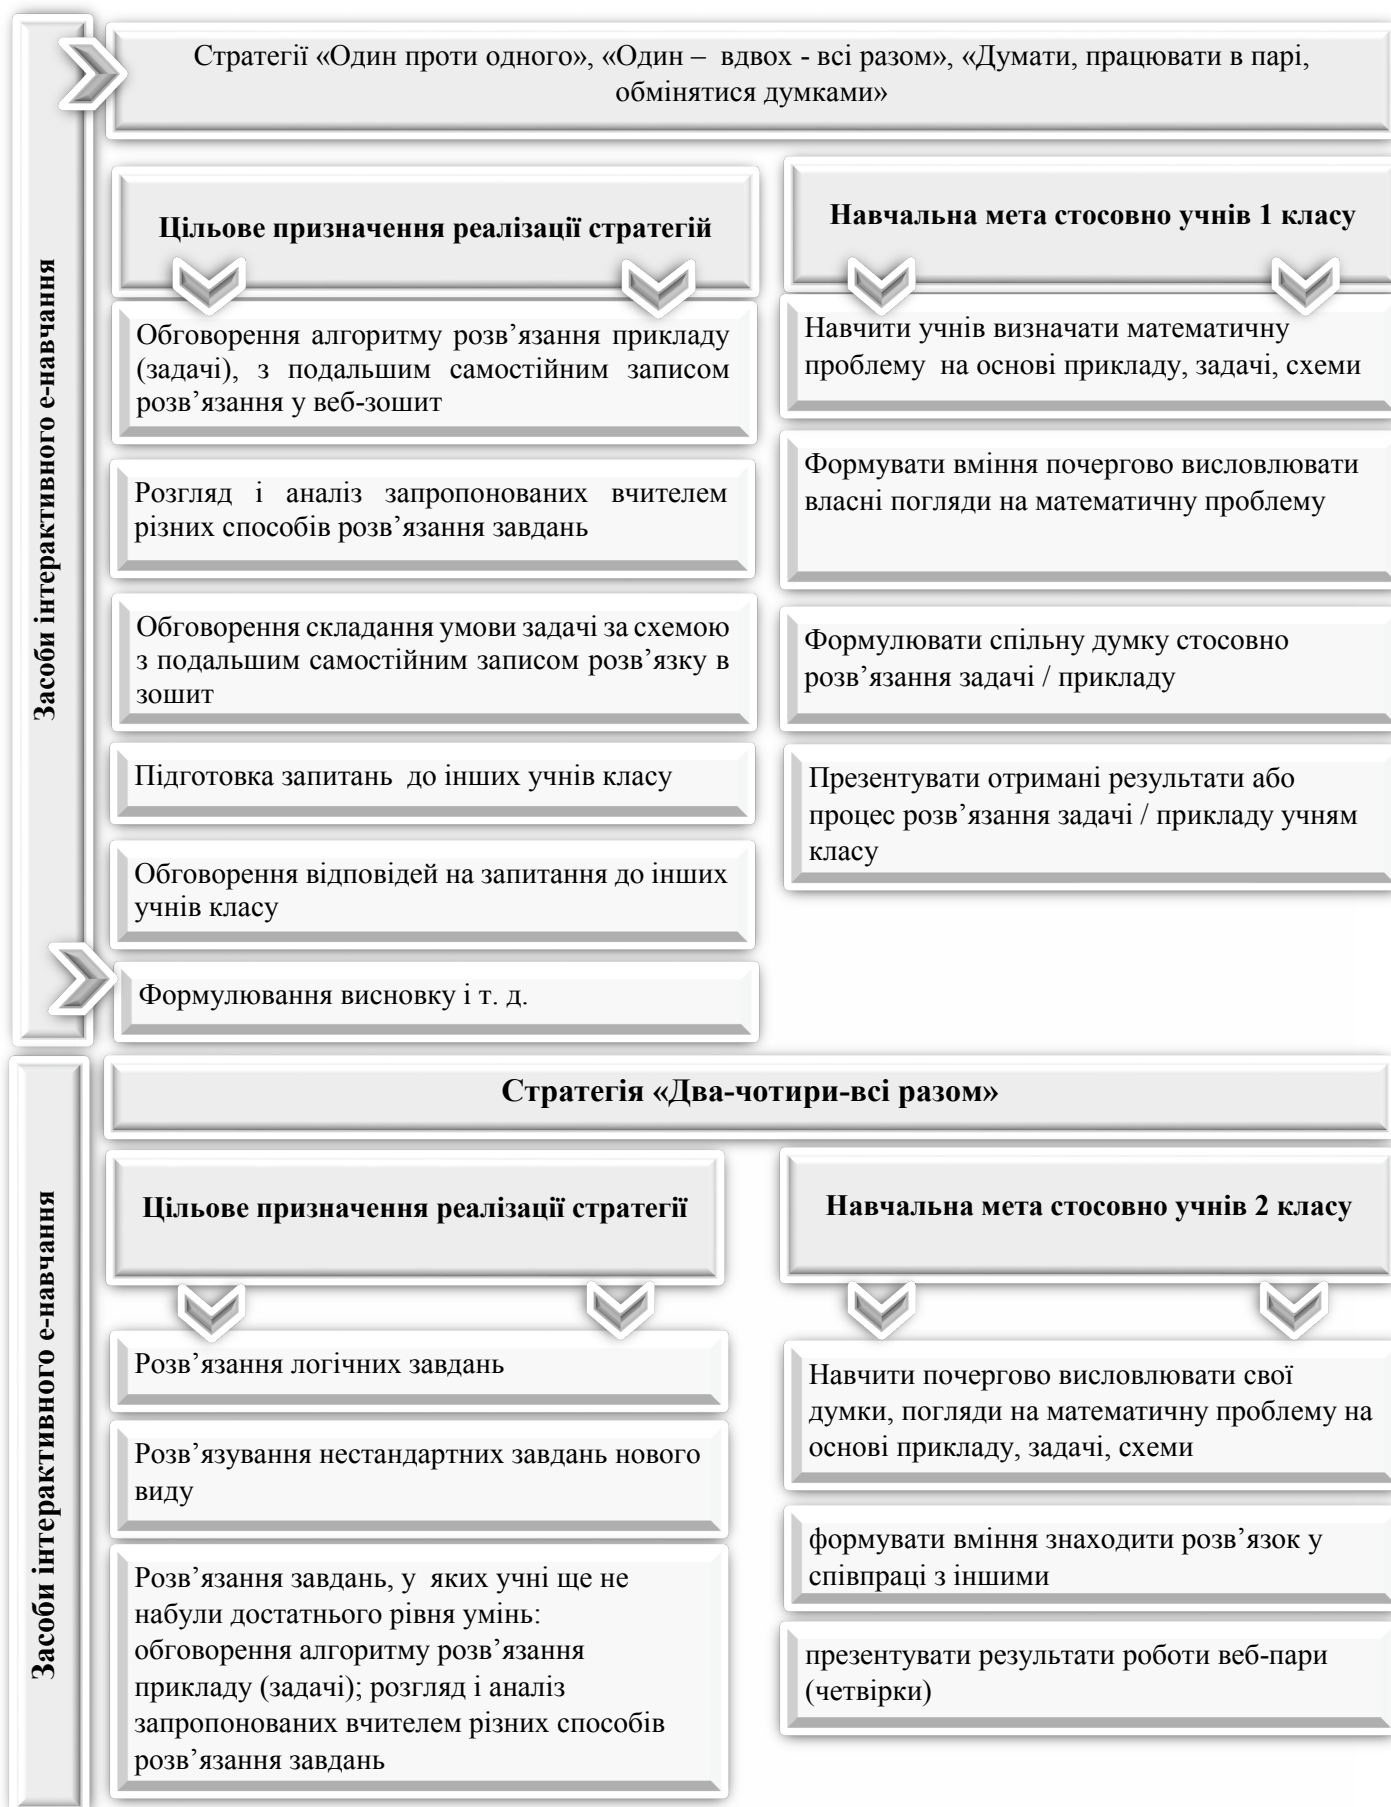 Засоби інтерактивного е-навчання
Стратегії «Один проти одного», «Один – вдвох - всі разом», «Думати, працювати в парі,
обмінятися думками»
Цільове призначення реалізації стратегій
Обговорення алгоритму розв’язання прикладу
(задачі), з подальшим самостійним записом
розв’язання у веб-зошит
Розгляд і аналіз запропонованих вчителем
різних способів розв’язання завдань
Обговорення складання умови задачі за схемою
з подальшим самостійним записом розв’язку в
зошит
Підготовка запитань до інших учнів класу
Обговорення відповідей на запитання до інших
учнів класу
Формулювання висновку і т. д.
Навчальна мета стосовно учнів 1 класу
Навчити учнів визначати математичну
проблему на основі прикладу, задачі, схеми
Формувати вміння почергово висловлювати
власні погляди на математичну проблему
Формулювати спільну думку стосовно
розв’язання задачі / прикладу
Презентувати отримані результати або
процес розв’язання задачі / прикладу учням
класу
Засоби інтерактивного е-навчання
Стратегія «Два-чотири-всі разом»
Цільове призначення реалізації стратегії
Розв’язання логічних завдань
Розв’язування нестандартних завдань нового
виду
Розв’язання завдань, у яких учні ще не
набули достатнього рівня умінь:
обговорення алгоритму розв’язання
прикладу (задачі); розгляд і аналіз
запропонованих вчителем різних способів
розв’язання завдань
Навчальна мета стосовно учнів 2 класу
Навчити почергово висловлювати свої
думки, погляди на математичну проблему на
основі прикладу, задачі, схеми
формувати вміння знаходити розв’язок у
співпраці з іншими
презентувати результати роботи веб-пари
(четвірки)